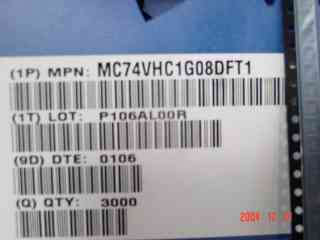 (1P) MPN: MC74VHC1G08DFT1
(1T) LOT: P106AL00R
(9D) DTE: 0106
(Q) QTY: 3000